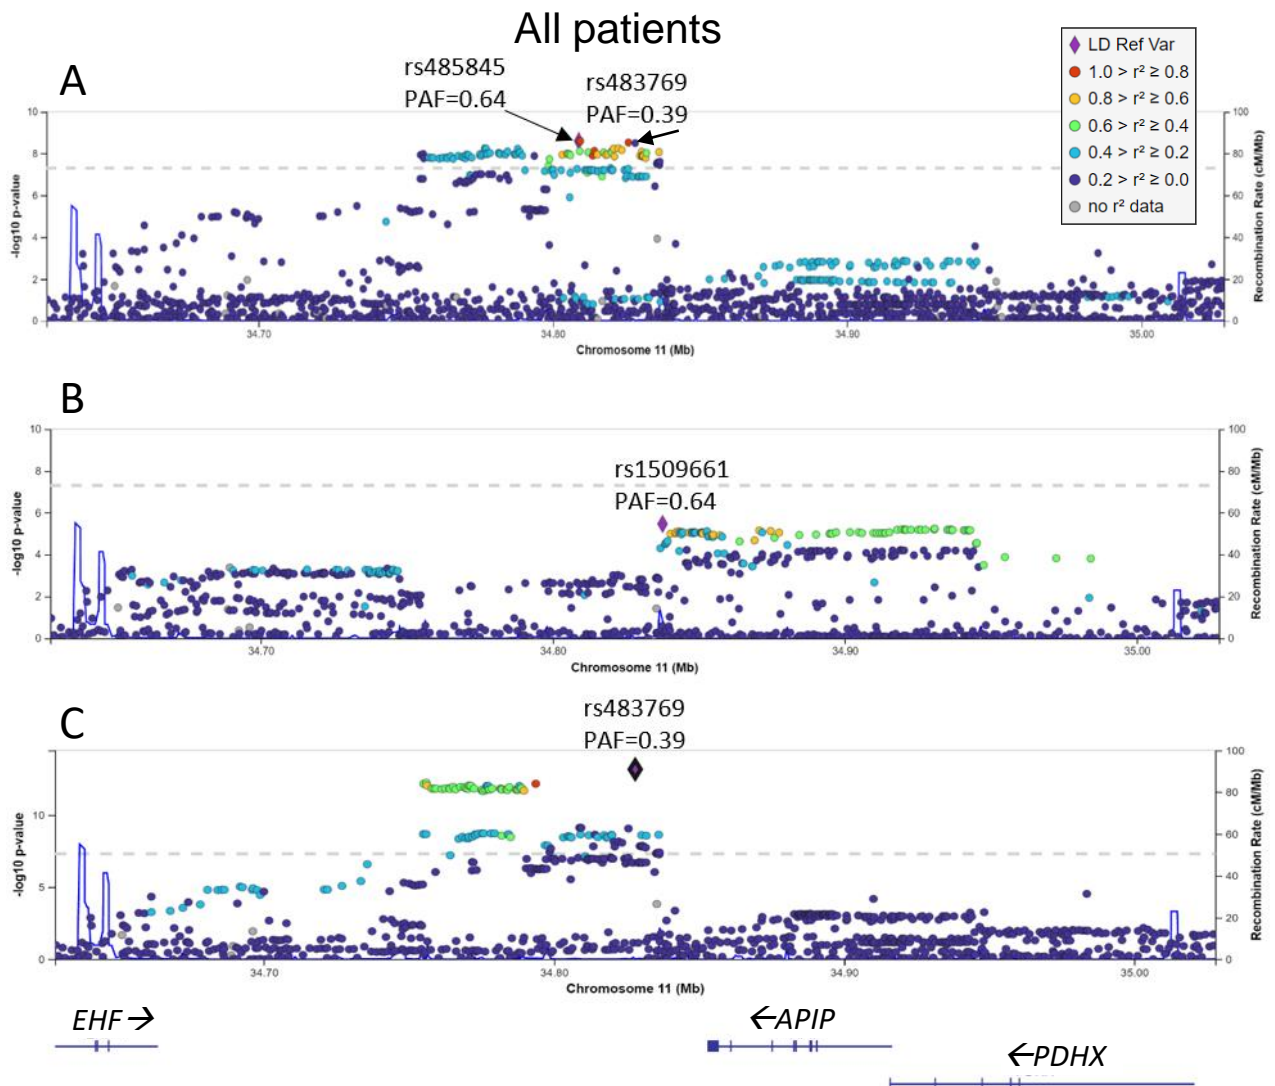 All patients
A
rs485845
PAF=0.64
rs483769
PAF=0.39
LD Ref Var
1.0 > r² ≥ 0.8
0.8 > r² ≥ 0.6
0.6 > r² ≥ 0.4
0.4 > r² ≥ 0.2
0.2 > r² ≥ 0.0
no r² data
10
8
6
4
2
0
-log10 p-value
100
80
60
40
20
0
Recombination Rate (cM/Mb)
34.70
34.80
34.90
35.00
Chromosome 11 (Mb)
B
rs1509661
PAF=0.64
10
8
6
4
2
0
-log10 p-value
100
80
60
40
20
0
Recombination Rate (cM/Mb)
34.70
34.80
34.90
35.00
Chromosome 11 (Mb)
C
rs483769
PAF=0.39
10
5
0
-log10 p-value
100
80
60
40
20
0
Recombination Rate (cM/Mb)
34.70
34.80
34.90
35.00
Chromosome 11 (Mb)
EHF →
←APIP
←PDHX